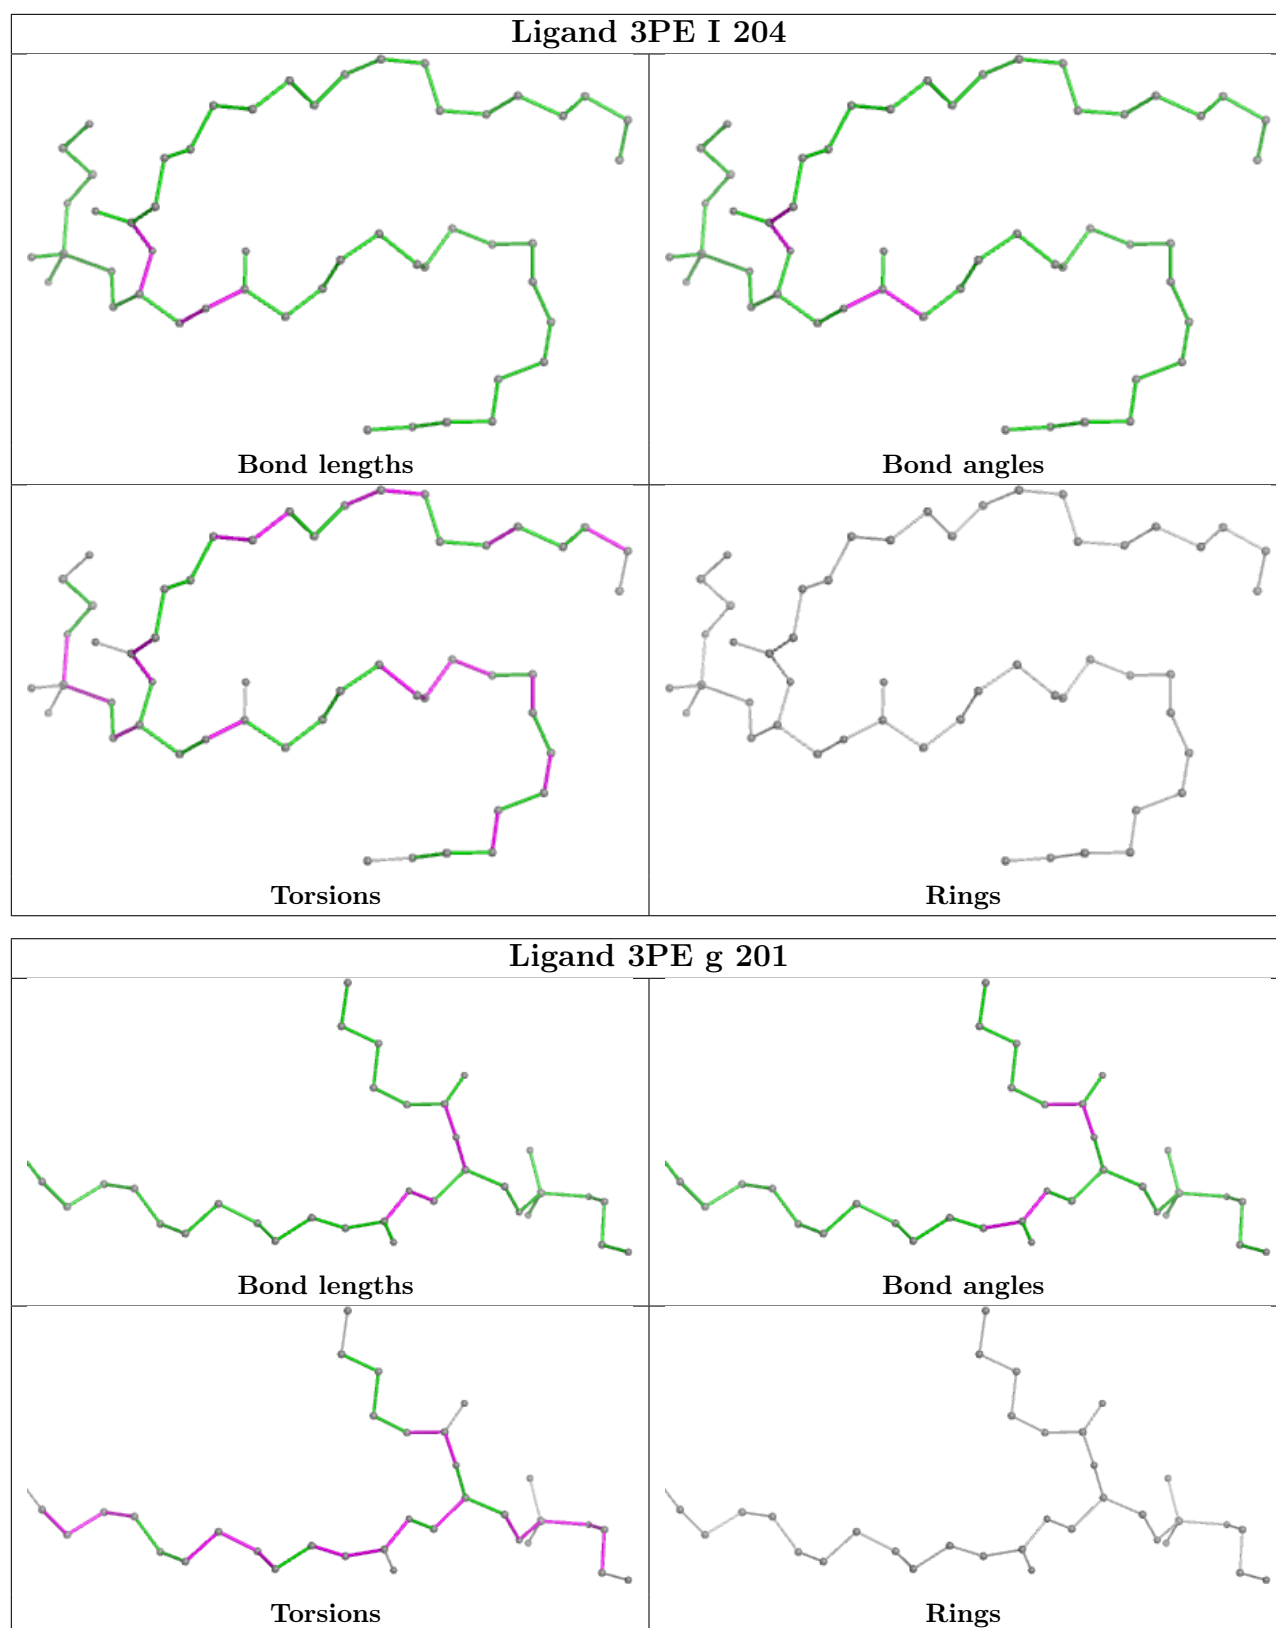 Ligand 3PE I 204
Bond lengths
Bond angles
Torsions
Rings
Ligand 3PE g 201
Bond lengths
Bond angles
Torsions
Rings